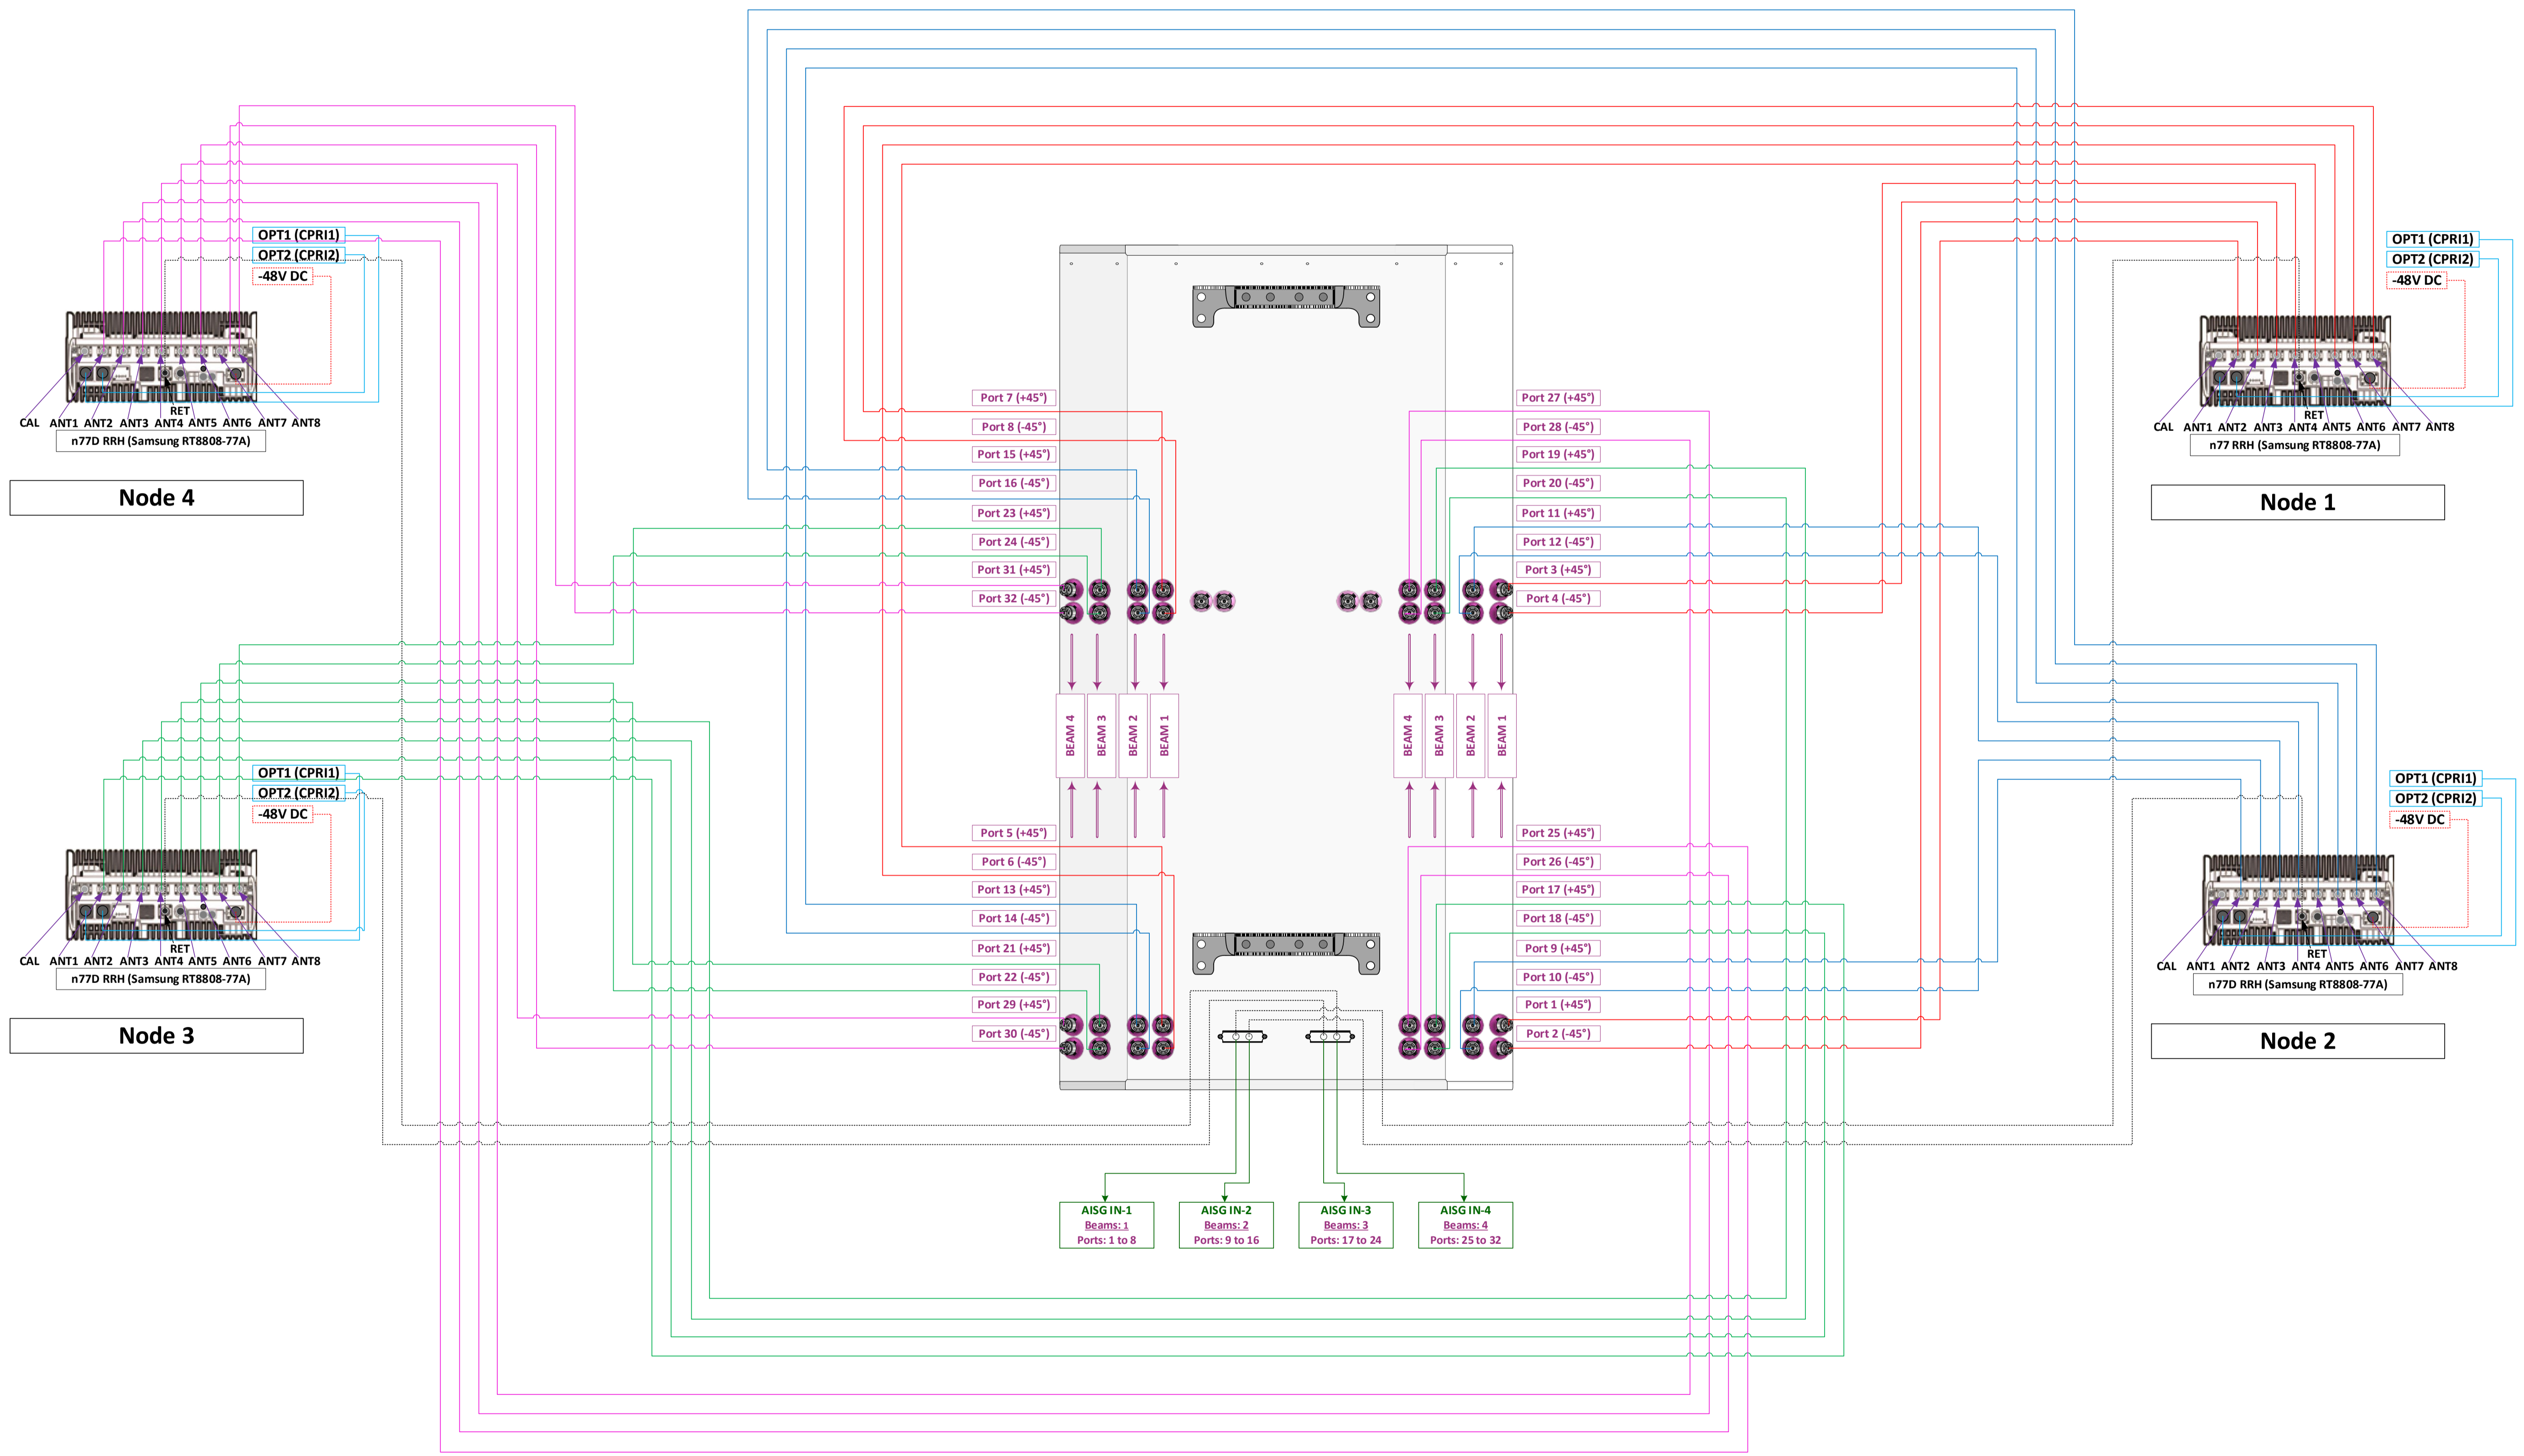 OPT1 (CPRI1)
OPT2 (CPRI2)
-48V DC
RET
CAL ANT1 ANT2 ANT3 ANT4 ANT5 ANT6 ANT7 ANT8
n77D RRH (Samsung RT8808-77A)
Node 4
OPT1 (CPRI1)
OPT2 (CPRI2)
-48V DC
RET
CAL ANT1 ANT2 ANT3 ANT4 ANT5 ANT6 ANT7 ANT8
n77D RRH (Samsung RT8808-77A)
Node 3
Port 7 (+45°)
Port 8 (-45°)
Port 15 (+45°)
Port 16 (-45°)
Port 23 (+45°)
Port 24 (-45°)
Port 31 (+45°)
Port 32 (-45°)
Port 27 (+45°)
Port 28 (-45°)
Port 19 (+45°)
Port 20 (-45°)
Port 11 (+45°)
Port 12 (-45°)
Port 3 (+45°)
Port 4 (-45°)
BEAM 4
BEAM 3
BEAM 2
BEAM 1
BEAM 4
BEAM 3
BEAM 2
BEAM 1
Port 5 (+45°)
Port 6 (-45°)
Port 13 (+45°)
Port 14 (-45°)
Port 21 (+45°)
Port 22 (-45°)
Port 29 (+45°)
Port 30 (-45°)
Port 25 (+45°)
Port 26 (-45°)
Port 17 (+45°)
Port 18 (-45°)
Port 9 (+45°)
Port 10 (-45°)
Port 1 (+45°)
Port 2 (-45°)
AISG IN-1
Beams: 1
Ports: 1 to 8
AISG IN-2
Beams: 2
Ports: 9 to 16
AISG IN-3
Beams: 3
Ports: 17 to 24
AISG IN-4
Beams: 4
Ports: 25 to 32
OPT1 (CPRI1)
OPT2 (CPRI2)
-48V DC
RET
CAL ANT1 ANT2 ANT3 ANT4 ANT5 ANT6 ANT7 ANT8
n77 RRH (Samsung RT8808-77A)
Node 1
OPT1 (CPRI1)
OPT2 (CPRI2)
-48V DC
RET
CAL ANT1 ANT2 ANT3 ANT4 ANT5 ANT6 ANT7 ANT8
n77D RRH (Samsung RT8808-77A)
Node 2